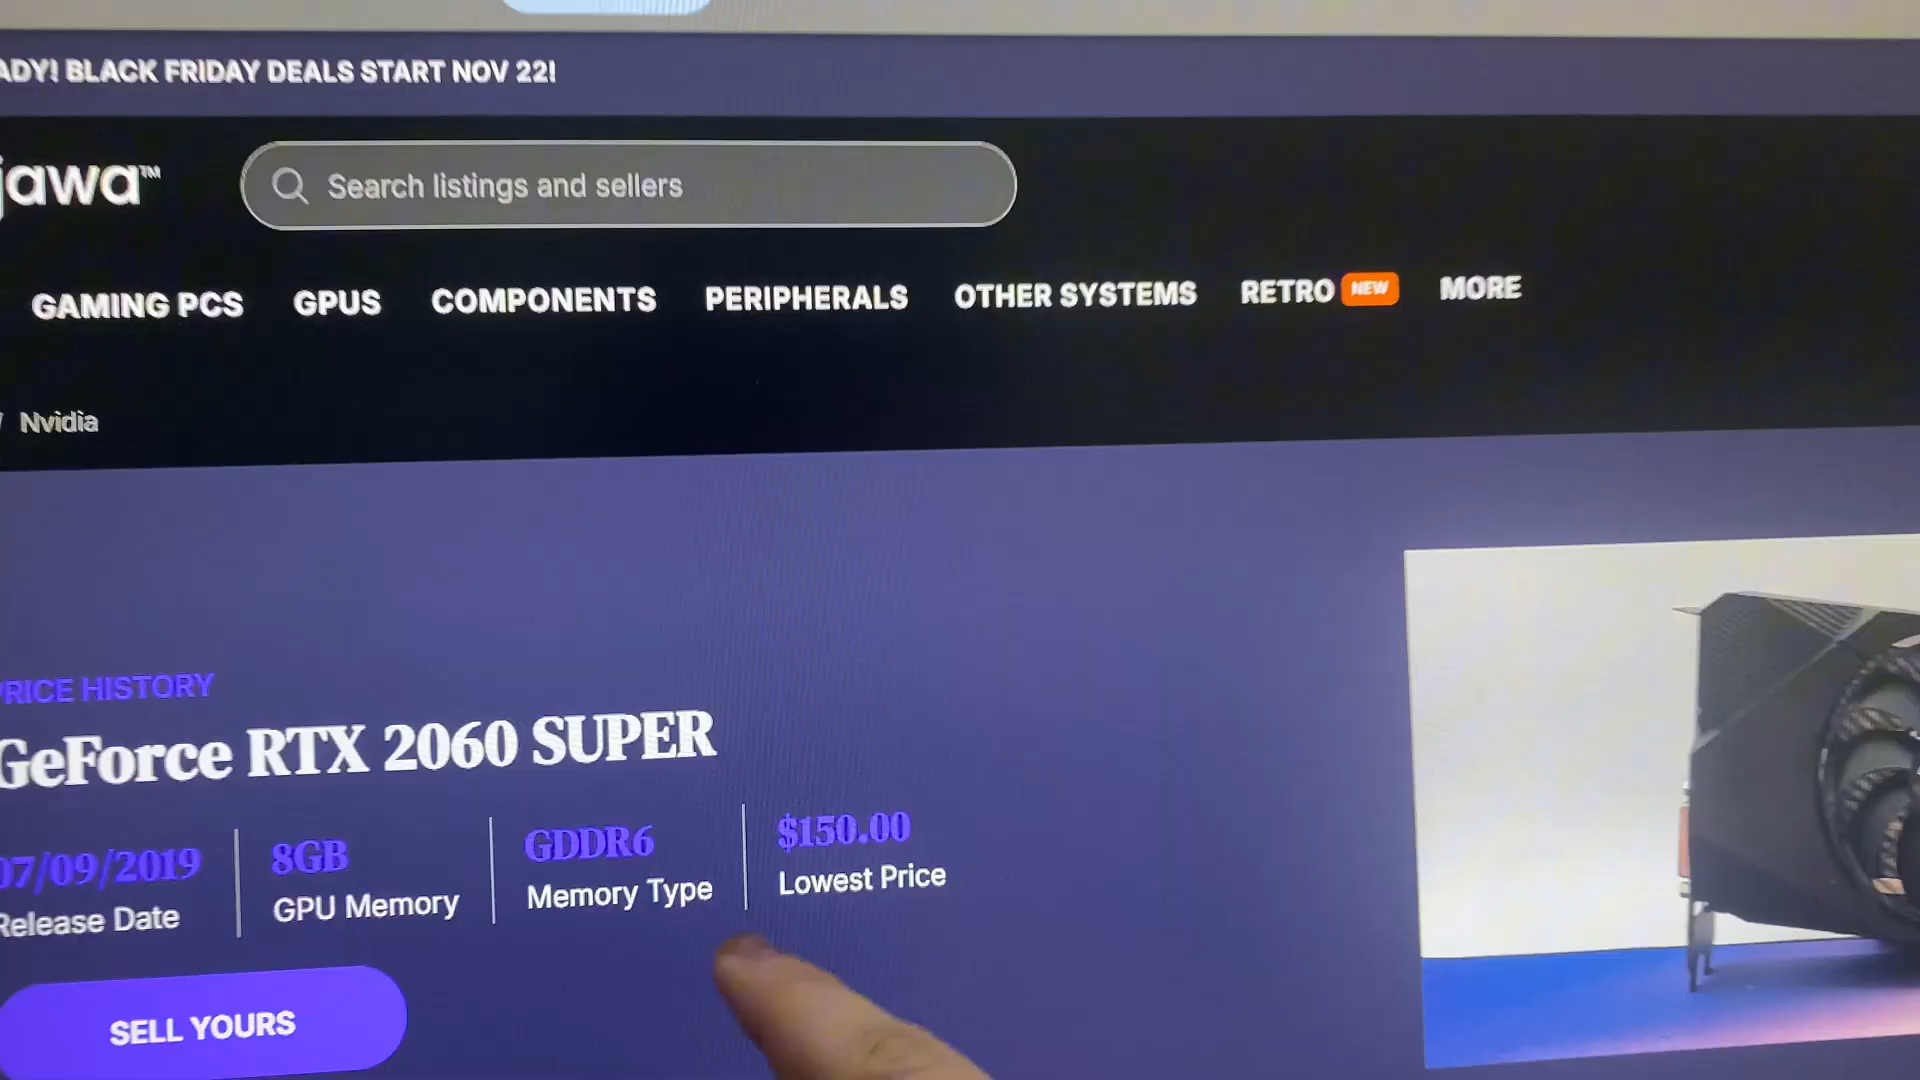 ADY! BLACK FRIDAY DEALS START NOV 22!
jawa™
Search listings and sellers
GAMING PCS GPUS COMPONENTS PERIPHERALS OTHER SYSTEMS RETRO NEW MORE
/ Nvidia
PRICE HISTORY
GeForce RTX 2060 SUPER
07/09/2019 8GB GDDR6 $150.00
Release Date GPU Memory Memory Type Lowest Price
SELL YOURS